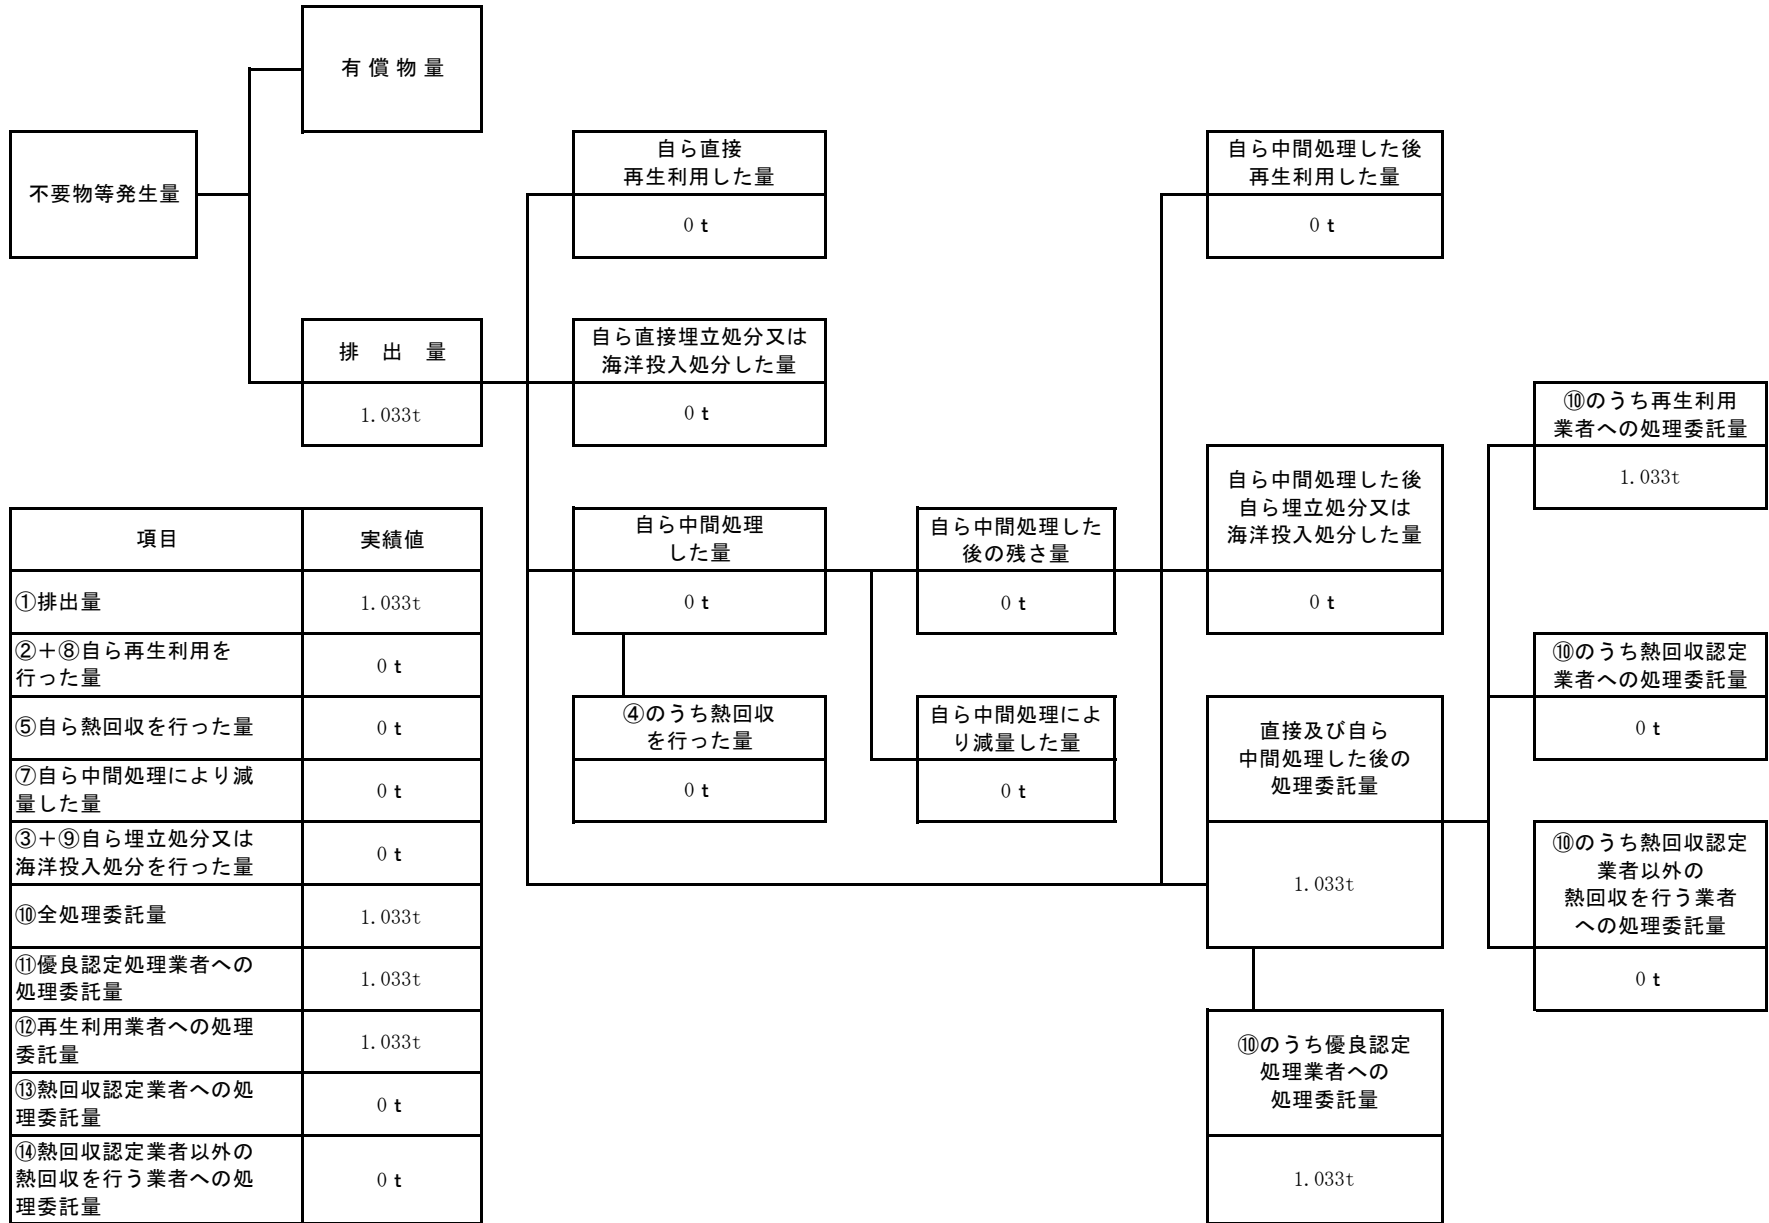 有 償 物 量
不要物等発生量
自ら直接
再生利用した量
0 t
自ら中間処理した後
再生利用した量
0 t
排 出 量
1.033t
自ら直接埋立処分又は
海洋投入処分した量
0 t
⑩のうち再生利用
業者への処理委託量
1.033t
自ら中間処理した量
0 t
自ら中間処理した
後の残さ量
0 t
自ら中間処理した後
自ら埋立処分又は
海洋投入処分した量
0 t
④のうち熱回収
を行った量
0 t
自ら中間処理によ
り減量した量
0 t
直接及び自ら
中間処理した後の
処理委託量
1.033t
⑩のうち熱回収認定
業者への処理委託量
0 t
⑩のうち熱回収認定
業者以外の
熱回収を行う業者
への処理委託量
0 t
⑩のうち優良認定
処理業者への
処理委託量
1.033t
項目 実績値
①排出量 1.033t
②＋⑧自ら再生利用を
行った量 0 t
⑤自ら熱回収を行った量 0 t
⑦自ら中間処理により減
量した量 0 t
③＋⑨自ら埋立処分又は
海洋投入処分を行った量 0 t
⑩全処理委託量 1.033t
⑪優良認定処理業者への
処理委託量 1.033t
⑫再生利用業者への処理
委託量 1.033t
⑬熱回収認定業者への処
理委託量 0 t
⑭熱回収認定業者以外の
熱回収を行う業者への処
理委託量 0 t